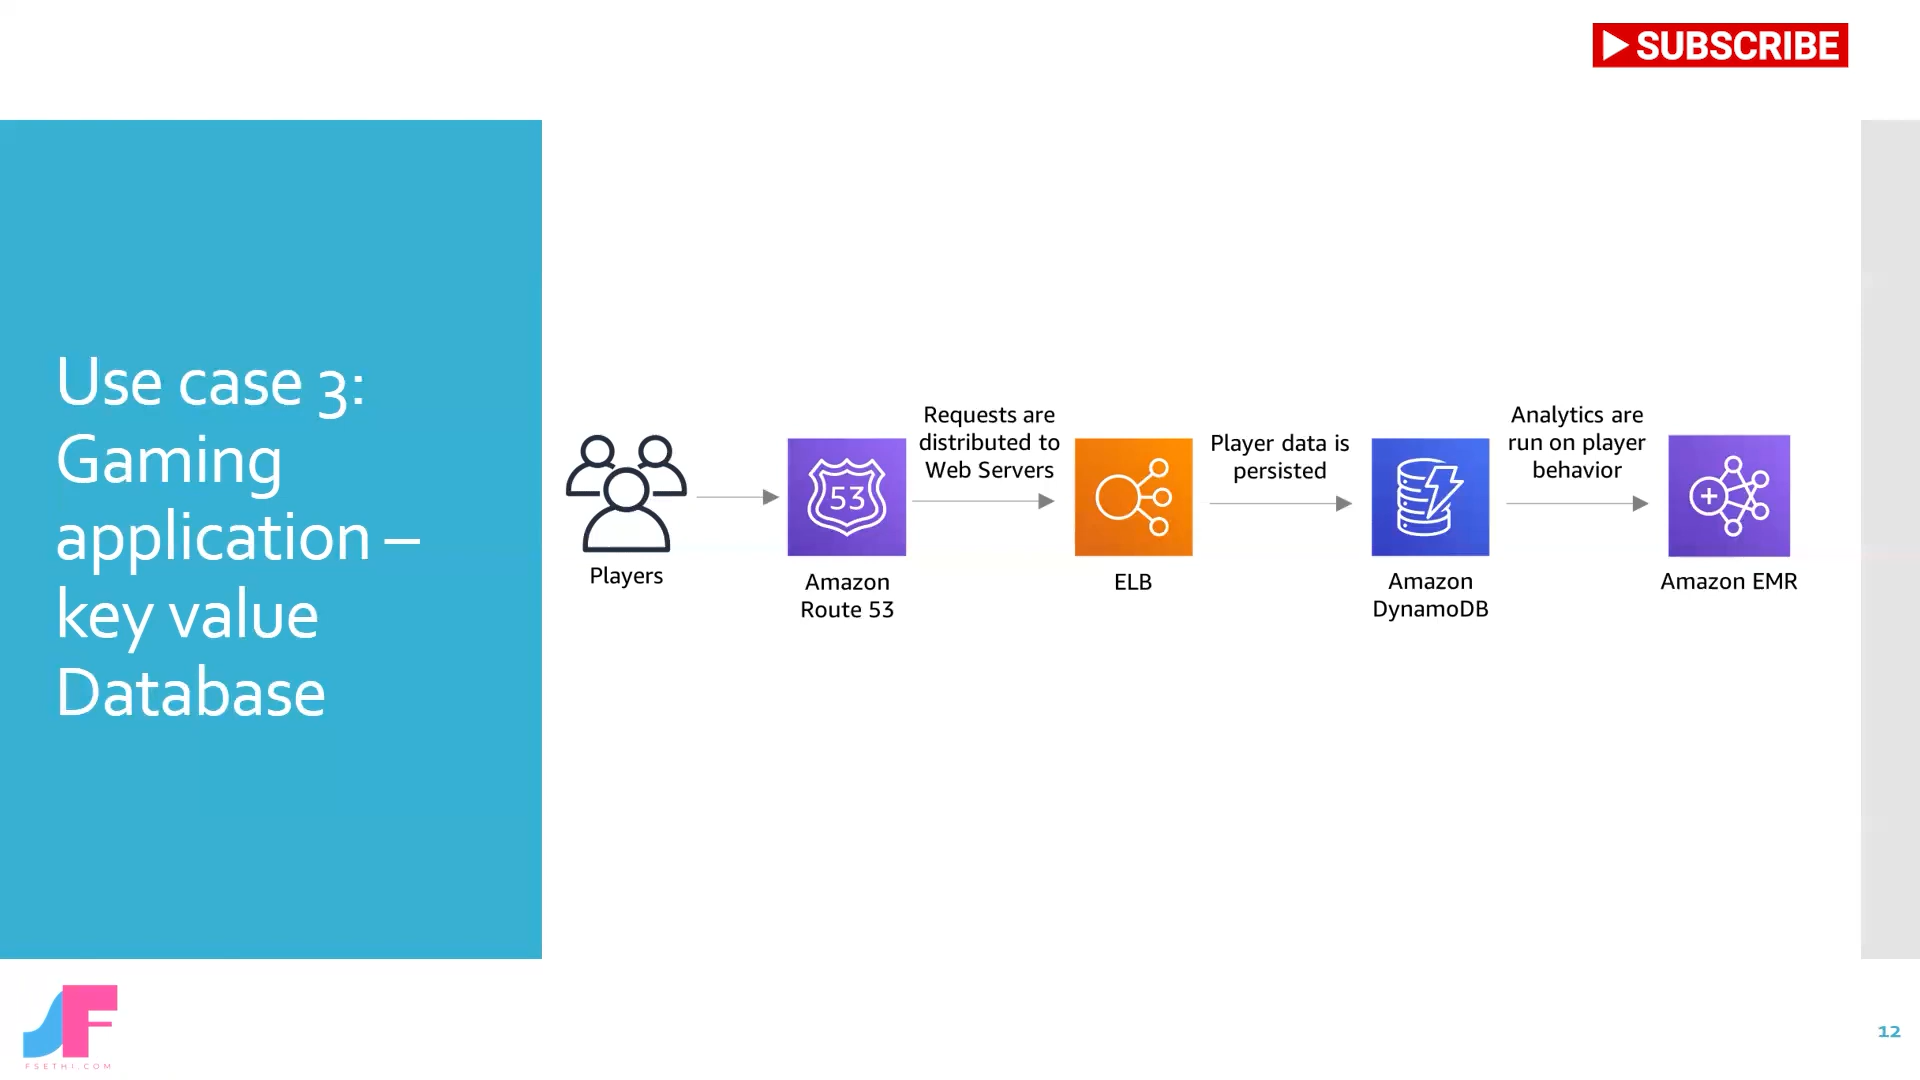 SUBSCRIBE
Use case 3:
Gaming
application –
key value
Database
Players
53
Amazon
Route 53
Requests are
distributed to
Web Servers
ELB
Player data is
persisted
Amazon
DynamoDB
Analytics are
run on player
behavior
Amazon EMR
SF
FSETHI.COM
12